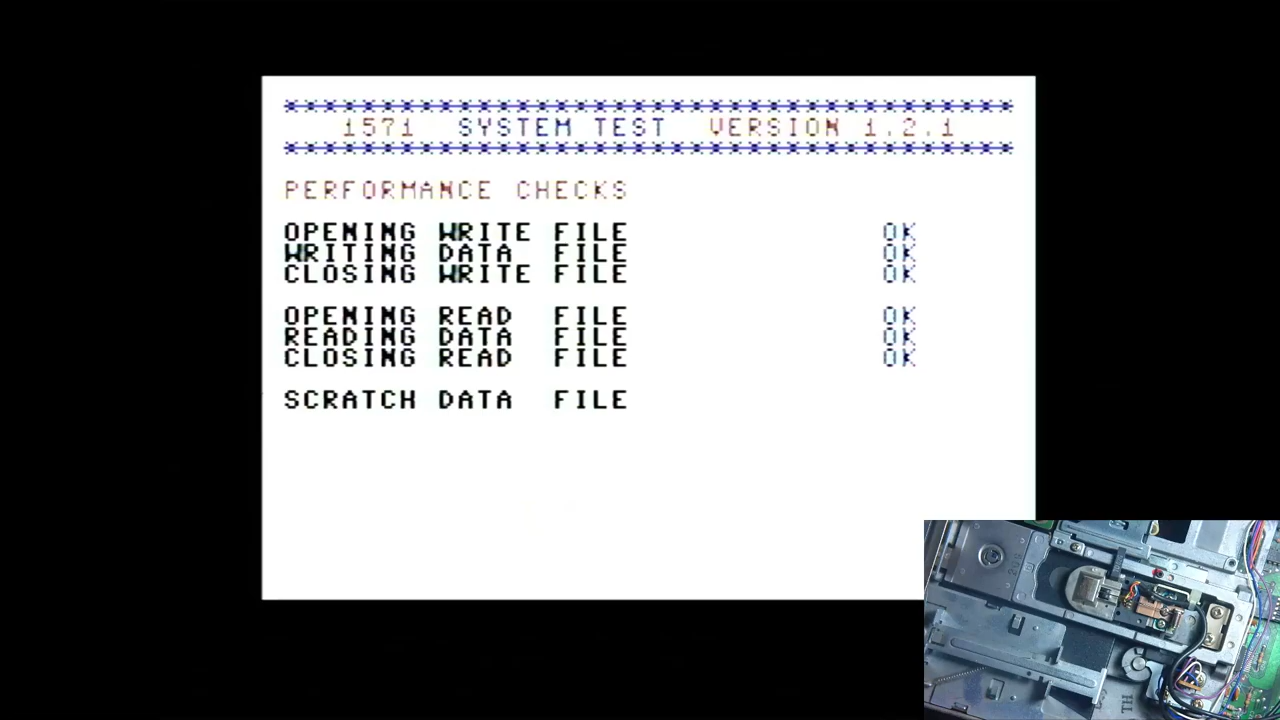 ****************************************
1571 SYSTEM TEST VERSION 1.2.1
****************************************
PERFORMANCE CHECKS
OPENING WRITE FILE OK
WRITING DATA FILE OK
CLOSING WRITE FILE OK
OPENING READ FILE OK
READING DATA FILE OK
CLOSING READ FILE OK
SCRATCH DATA FILE